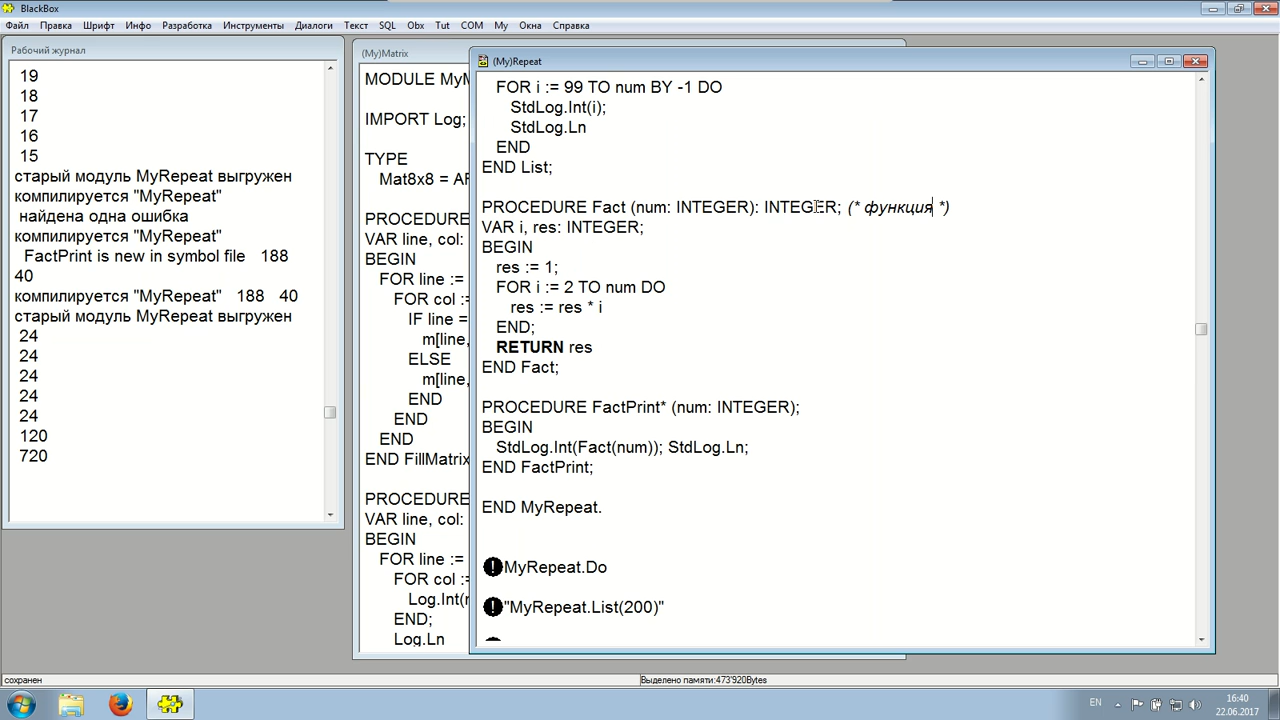 BlackBox
Файл Правка Шрифт Инфо Разработка Инструменты Диалоги Текст SQL Obx Tut COM My Окна Справка
Рабочий журнал
19
18
17
16
15
старый модуль MyRepeat выгружен
компилируется "MyRepeat"
найдена одна ошибка
компилируется "MyRepeat"
FactPrint is new in symbol file 188
40
компилируется "MyRepeat" 188 40
старый модуль MyRepeat выгружен
24
24
24
24
24
120
720
(My)Matrix
MODULE MyM
IMPORT Log;
TYPE
Mat8x8 = AR
PROCEDURE
VAR line, col:
BEGIN
FOR line :=
FOR col :=
IF line =
m[line,
ELSE
m[line,
END
END
END
END FillMatrix
PROCEDURE
VAR line, col:
BEGIN
FOR line :=
FOR col :=
Log.Int(m
END;
Log.Ln
(My)Repeat
FOR i := 99 TO num BY -1 DO
StdLog.Int(i);
StdLog.Ln
END
END List;
PROCEDURE Fact (num: INTEGER): INTEGER; (* функция *)
VAR i, res: INTEGER;
BEGIN
res := 1;
FOR i := 2 TO num DO
res := res * i
END;
RETURN res
END Fact;
PROCEDURE FactPrint* (num: INTEGER);
BEGIN
StdLog.Int(Fact(num)); StdLog.Ln;
END FactPrint;
END MyRepeat.
MyRepeat.Do
"MyRepeat.List(200)"
сохранен
Выделено памяти:473'920Bytes
EN
16:40
22.06.2017